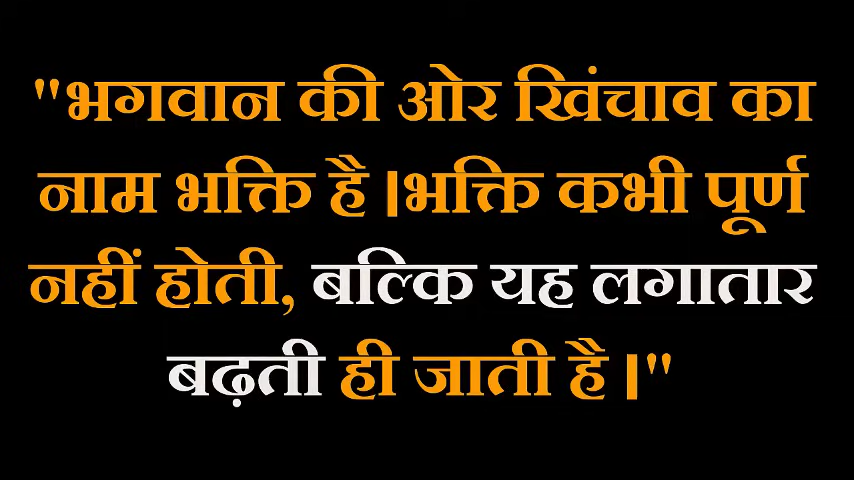 "भगवान की ओर खिंचाव का
नाम भक्ति है।भक्ति कभी पूर्ण
नहीं होती, बल्कि यह लगातार
बढ़ती ही जाती है।"